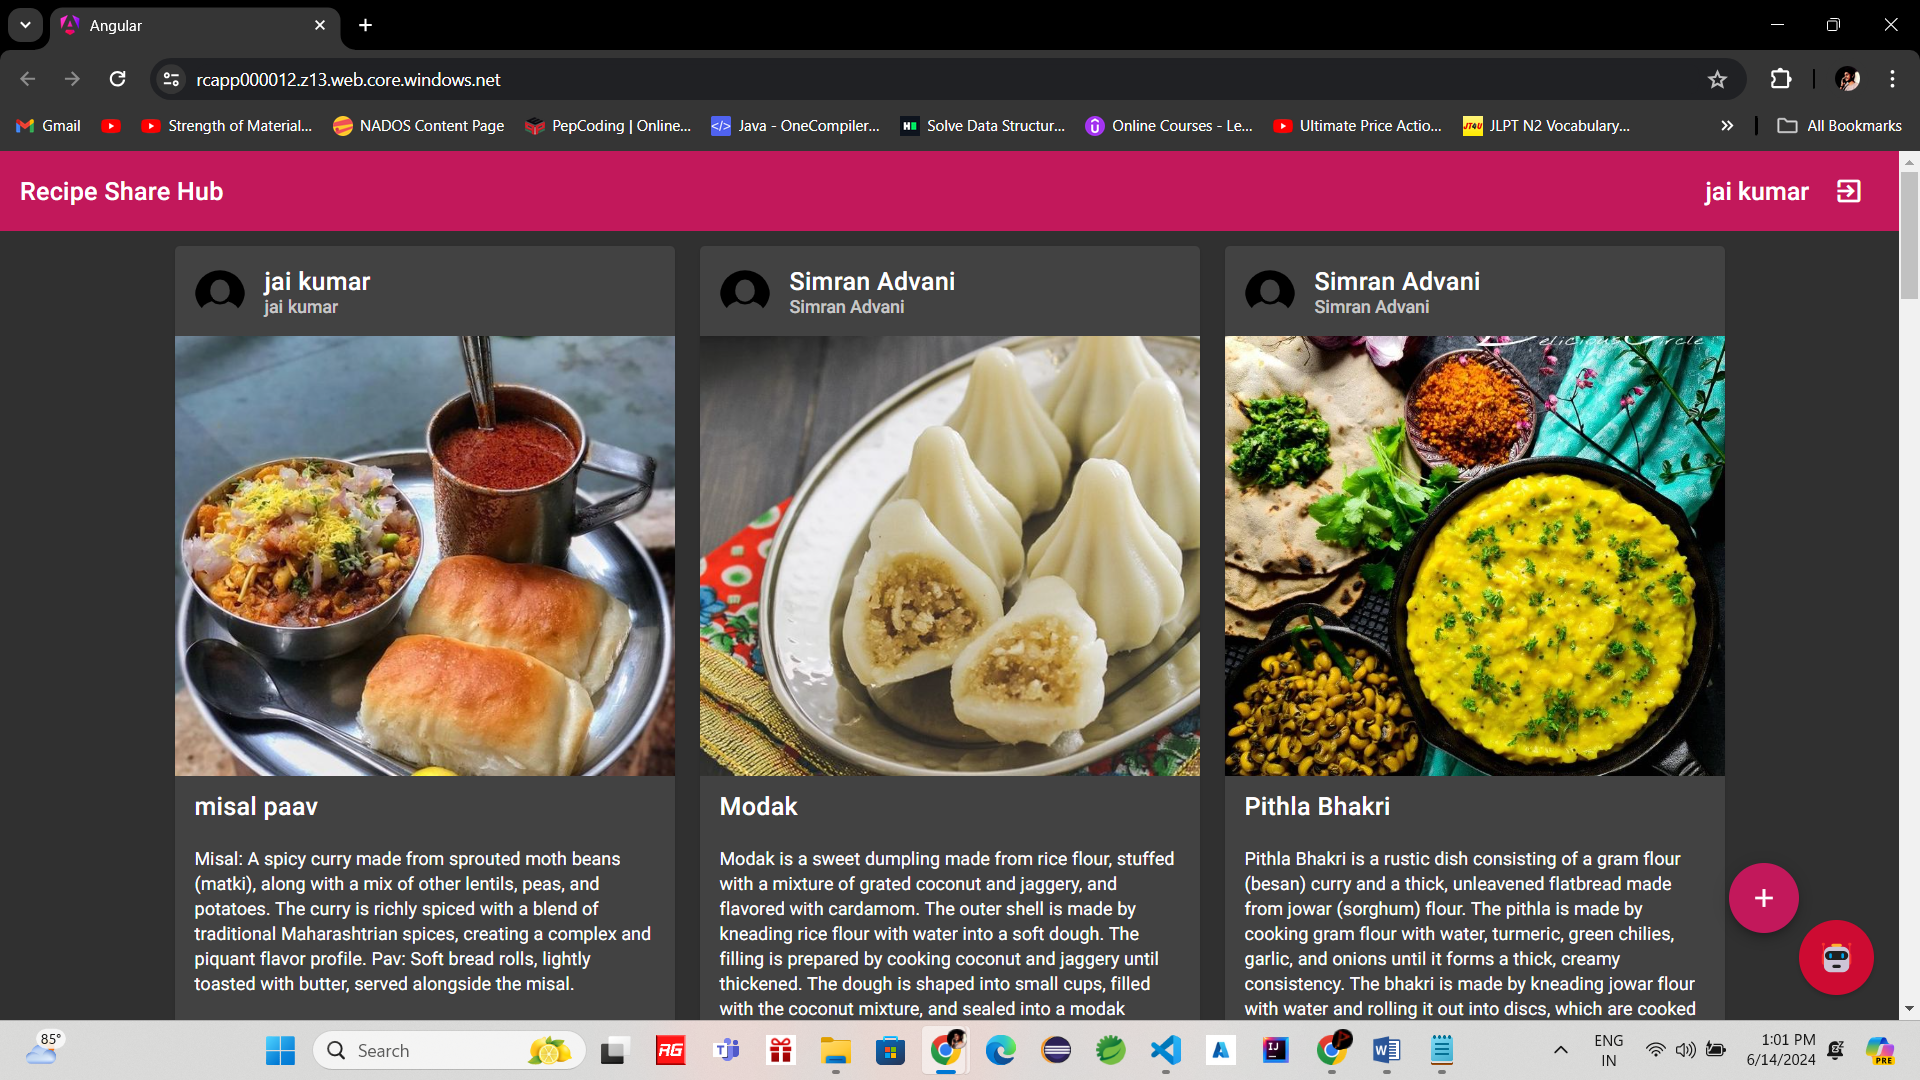 Angular
rcapp000012.z13.web.core.windows.net
Gmail
Strength of Material...
NADOS Content Page
PepCoding | Online...
Java - OneCompiler...
Solve Data Structur...
Online Courses - Le...
Ultimate Price Actio...
JLPT N2 Vocabulary...
All Bookmarks
Recipe Share Hub
jai kumar
jai kumar
jai kumar
misal paav
Misal: A spicy curry made from sprouted moth beans
(matki), along with a mix of other lentils, peas, and
potatoes. The curry is richly spiced with a blend of
traditional Maharashtrian spices, creating a complex and
piquant flavor profile. Pav: Soft bread rolls, lightly
toasted with butter, served alongside the misal.
Simran Advani
Simran Advani
Modak
Modak is a sweet dumpling made from rice flour, stuffed
with a mixture of grated coconut and jaggery, and
flavored with cardamom. The outer shell is made by
kneading rice flour with water into a soft dough. The
filling is prepared by cooking coconut and jaggery until
thickened. The dough is shaped into small cups, filled
with the coconut mixture, and sealed into a modak
Simran Advani
Simran Advani
Pithla Bhakri
Pithla Bhakri is a rustic dish consisting of a gram flour
(besan) curry and a thick, unleavened flatbread made
from jowar (sorghum) flour. The pithla is made by
cooking gram flour with water, turmeric, green chilies,
garlic, and onions until it forms a thick, creamy
consistency. The bhakri is made by kneading jowar flour
with water and rolling it out into discs, which are cooked
85°
Search
RG
ENG
IN
1:01 PM
6/14/2024
PRE